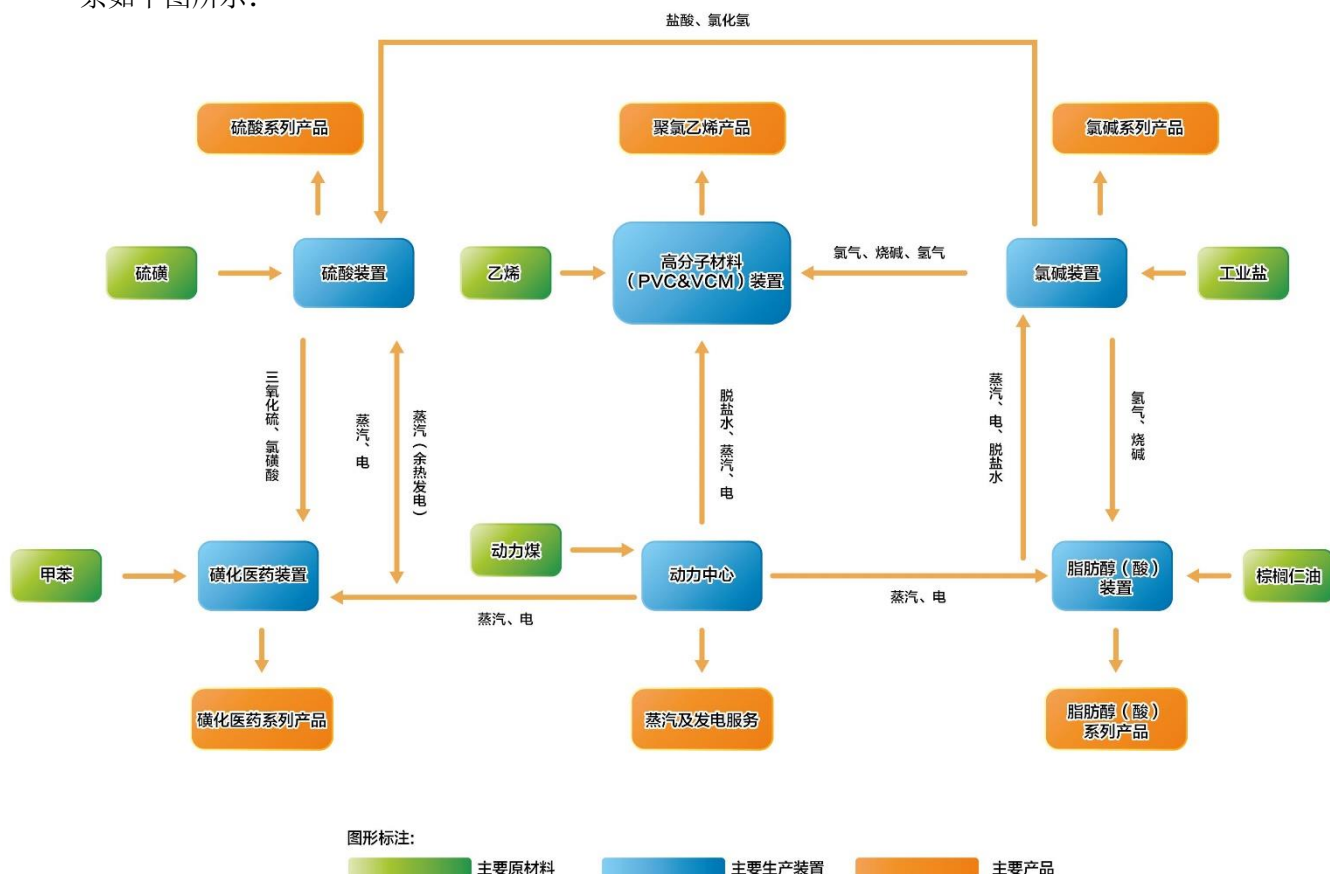 系如下图所示：
盐酸、氯化氢
硫酸系列产品
聚氯乙烯产品
氯碱系列产品
硫磺
硫酸装置
乙烯
高分子材料
（PVC&VCM）装置
氯气、烧碱、氢气
氯碱装置
工业盐
三氧化硫、氯磺酸
蒸汽、电
蒸汽（余热发电）
脱盐水、蒸汽、电
蒸汽、电、脱盐水
氢气、烧碱
甲苯
磺化医药装置
动力煤
动力中心
脂肪醇（酸）
装置
棕榈仁油
蒸汽、电
蒸汽、电
磺化医药系列产品
蒸汽及发电服务
脂肪醇（酸）
系列产品
图形标注:
主要原材料
主要生产装置
主要产品